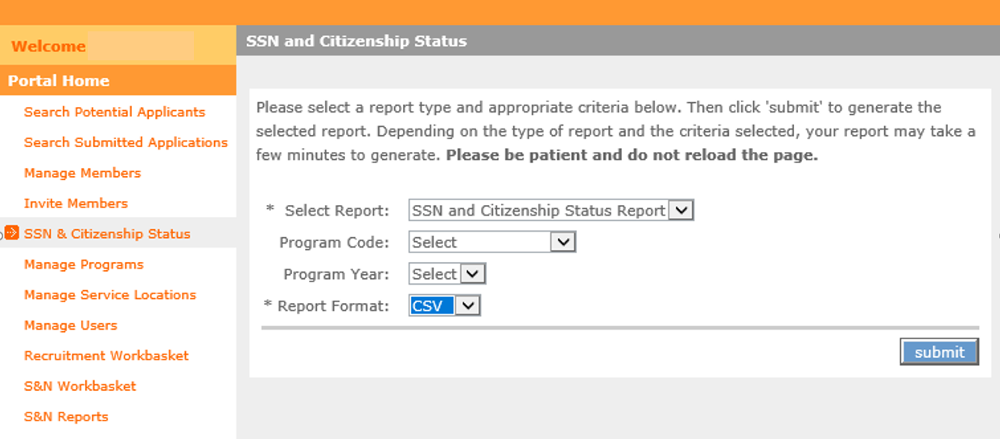 Welcome
Portal Home
Search Potential Applicants
Search Submitted Applications
Manage Members
Invite Members
SSN & Citizenship Status
Manage Programs
Manage Service Locations
Manage Users
Recruitment Workbasket
S&N Workbasket
S&N Reports
SSN and Citizenship Status
Please select a report type and appropriate criteria below. Then click 'submit' to generate the
selected report. Depending on the type of report and the criteria selected, your report may take a
few minutes to generate. Please be patient and do not reload the page.
* Select Report: SSN and Citizenship Status Report
Program Code: Select
Program Year: Select
* Report Format: CSV
submit